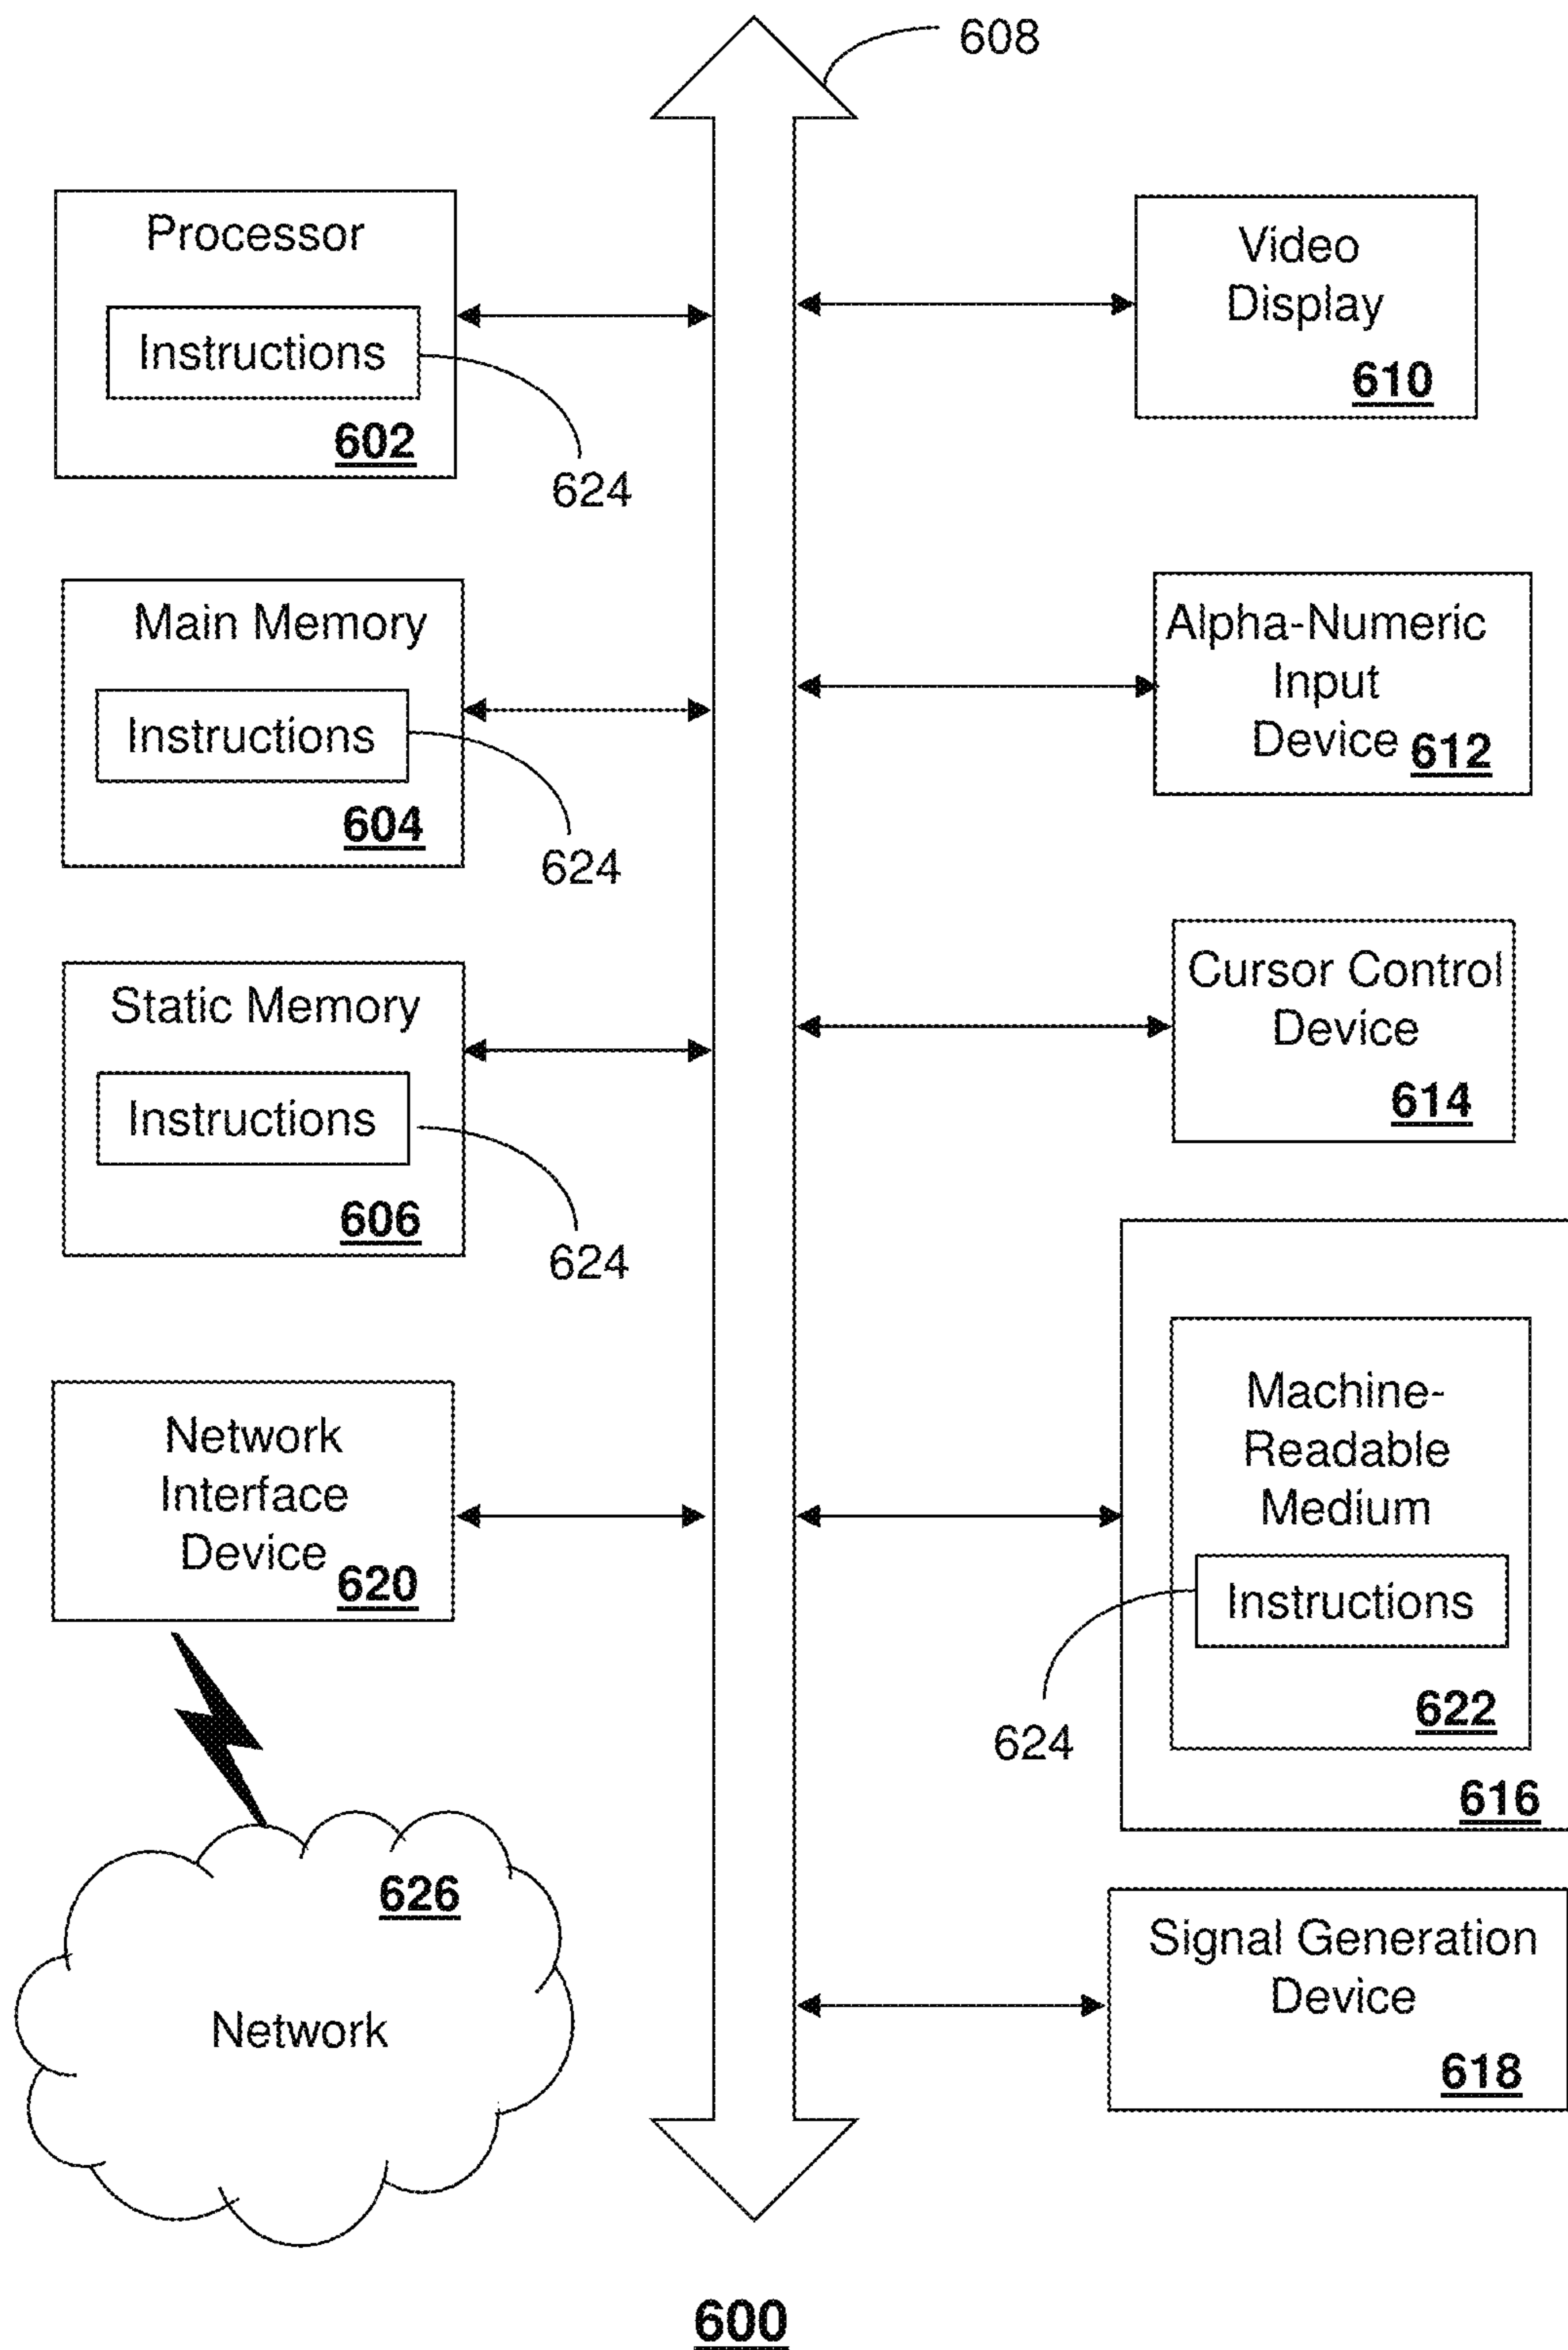 608
Processor
Instructions
602
624
Main Memory
Instructions
604
624
Static Memory
Instructions
606
624
Network
Interface
Device
620
626
Network
Video
Display
610
Alpha-Numeric
Input
Device
612
Cursor Control
Device
614
Machine-
Readable
Medium
Instructions
622
624
616
Signal Generation
Device
618
600